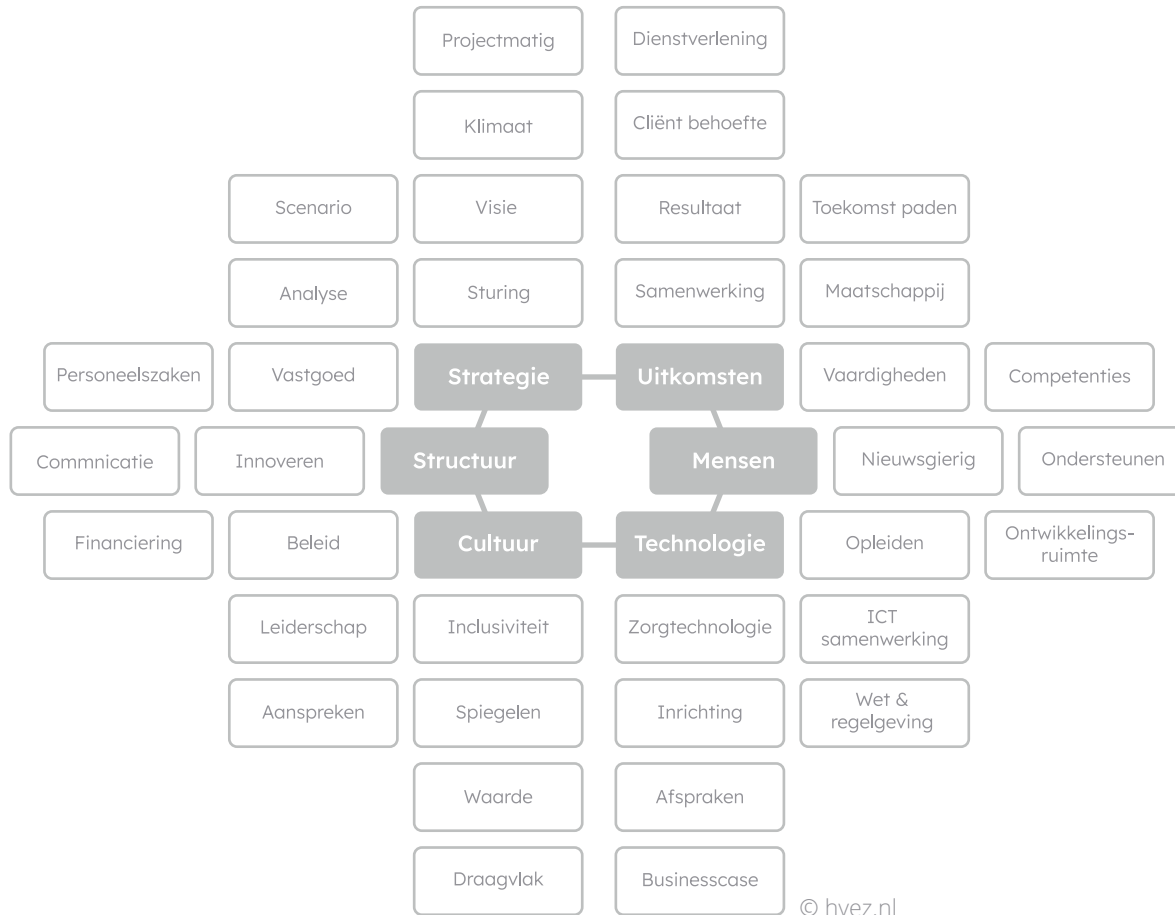 Projectmatig
Dienstverlening
Klimaat
Cliënt behoefte
Scenario
Visie
Resultaat
Toekomst paden
Analyse
Sturing
Samenwerking
Maatschappij
Personeelszaken
Vastgoed
Strategie
Uitkomsten
Vaardigheden
Competenties
Commnicatie
Innoveren
Structuur
Mensen
Nieuwsgierig
Ondersteunen
Financiering
Beleid
Cultuur
Technologie
Opleiden
Ontwikkelings-
ruimte
Leiderschap
Inclusiviteit
Zorgtechnologie
ICT
samenwerking
Aanspreken
Spiegelen
Inrichting
Wet &
regelgeving
Waarde
Afspraken
Draagvlak
Businesscase
© hvez.nl